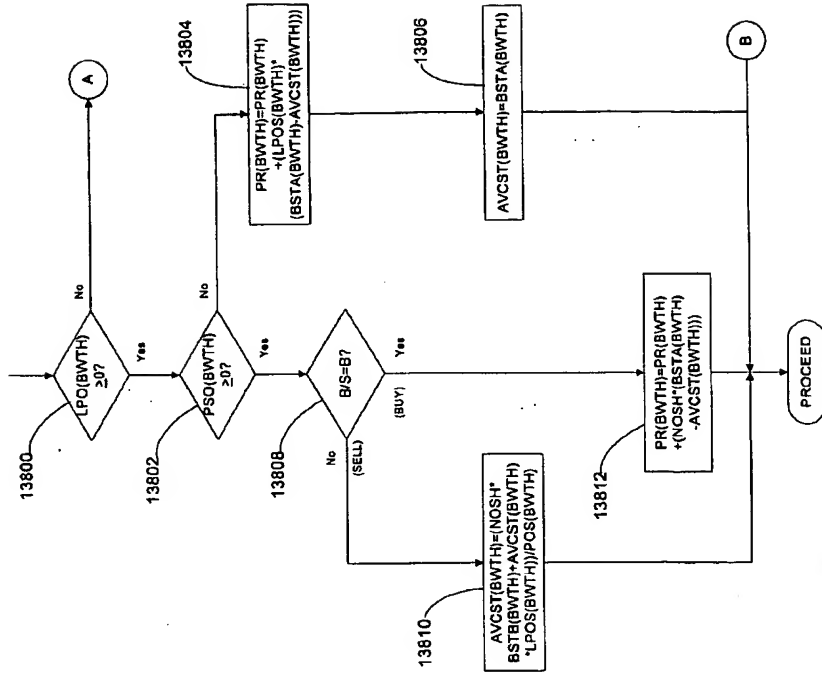 13800
LPO(BWTH)
≥0?
No
A
Yes
13802
PSO(BWTH)
≥0?
No
13804
PR(BWTH)=PR(BWTH)
+(LPOS(BWTH)*
(BSTA(BWTH)-AVCST(BWTH)))
Yes
13808
B/S=B?
No
(SELL)
Yes
(BUY)
13806
AVCST(BWTH)=BSTA(BWTH)
13810
AVCST(BWTH)=(NOSH*
BSTB(BWTH)+AVCST(BWTH)
*LPOS(BWTH))/POS(BWTH)
13812
PR(BWTH)=PR(BWTH)
+(NOSH*(BSTA(BWTH)
-AVCST(BWTH)))
B
PROCEED